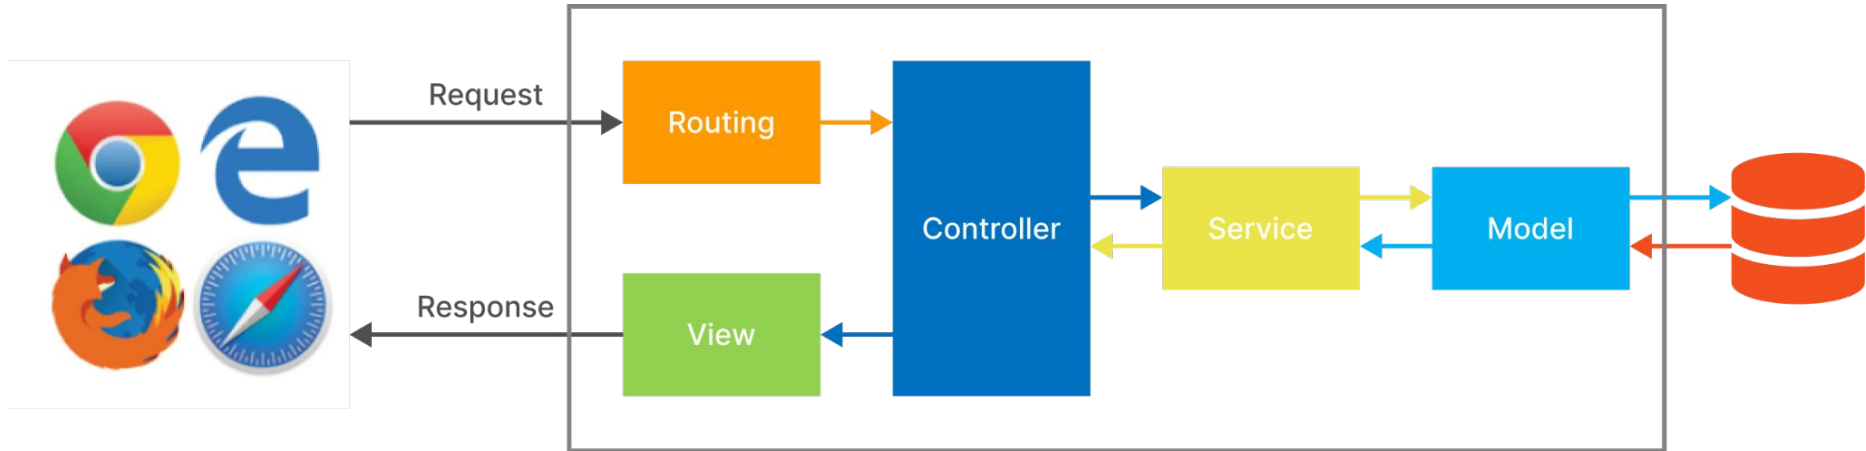 Request
Routing
Controller
Service
Model
Response
View